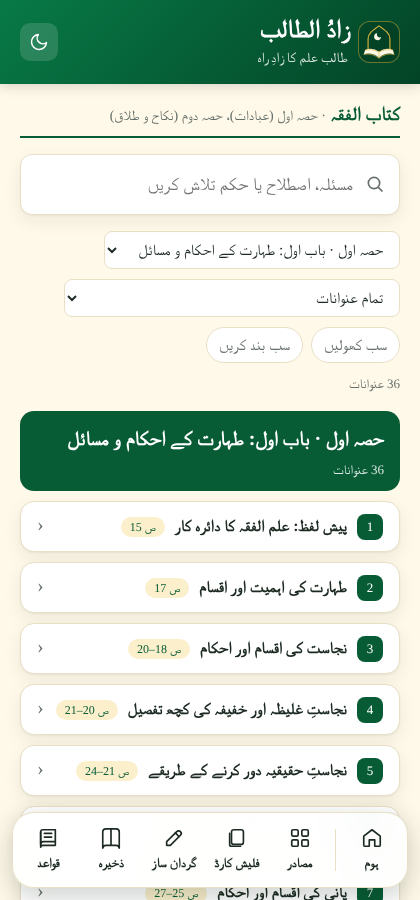 زادُ الطالب
طالب علم کا زادِ راہ
کتاب الفقہ · حصہ اول (عبادات)، حصہ دوم (نکاح و طلاق)
مسئلہ، اصطلاح یا حکم تلاش کریں
حصہ اول · باب اول: طہارت کے احکام و مسائل
تمام عنوانات
سب کھولیں سب بند کریں
36 عنوانات
حصہ اول · باب اول: طہارت کے احکام و مسائل
36 عنوانات
1 پیش لفظ: علم الفقہ کا دائرہ کار ص 15
2 طہارت کی اہمیت اور اقسام ص 17
3 نجاست کی اقسام اور احکام ص 18–20
4 نجاستِ غلیظہ اور خفیفہ کی کچھ تفصیل ص 20–21
5 نجاستِ حقیقیہ دور کرنے کے طریقے ص 21–24
7 پانی کی اقسام اور احکام ص 25–27
ہوم مصادر فلیش کارڈ گردان ساز ذخیرہ قواعد